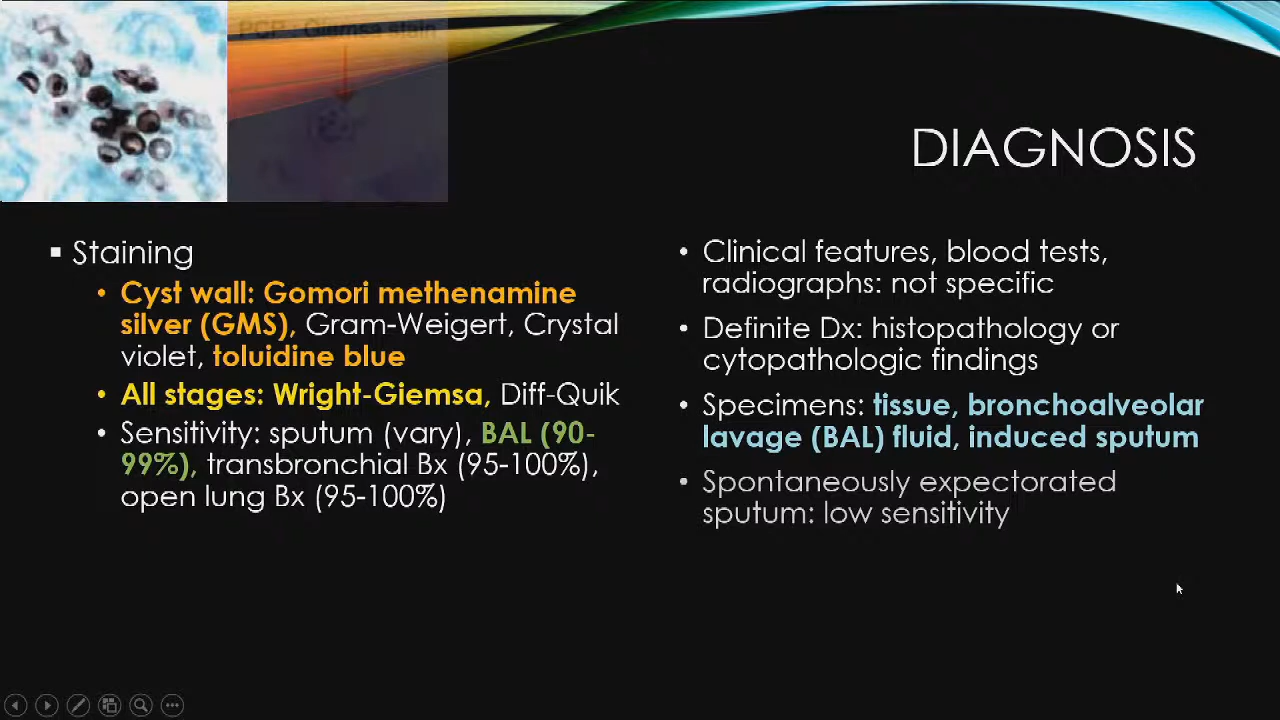 PCP - Giemsa stain
DIAGNOSIS
▪ Staining
• Cyst wall: Gomori methenamine
silver (GMS), Gram-Weigert, Crystal
violet, toluidine blue
• All stages: Wright-Giemsa, Diff-Quik
• Sensitivity: sputum (vary), BAL (90-
99%), transbronchial Bx (95-100%),
open lung Bx (95-100%)
• Clinical features, blood tests,
radiographs: not specific
• Definite Dx: histopathology or
cytopathologic findings
• Specimens: tissue, bronchoalveolar
lavage (BAL) fluid, induced sputum
• Spontaneously expectorated
sputum: low sensitivity